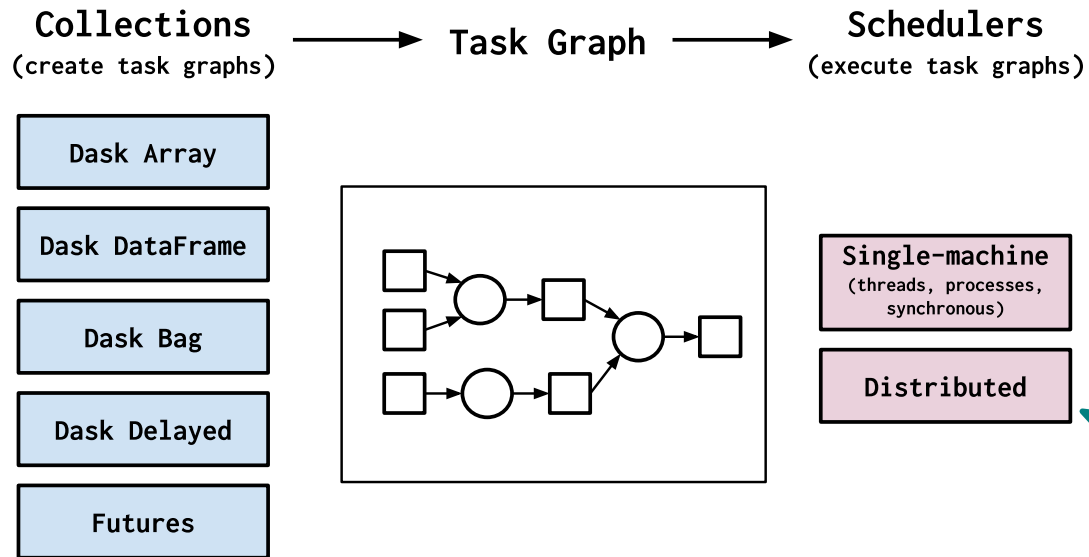 Collections
(create task graphs)
Task Graph
Schedulers
(execute task graphs)
Dask Array
Dask DataFrame
Dask Bag
Dask Delayed
Futures
Single-machine
(threads, processes,
synchronous)
Distributed